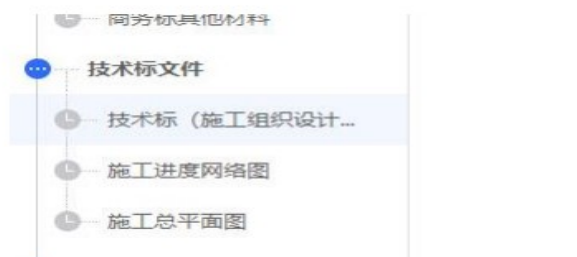 商务标其他材料
技术标文件
技术标（施工组织设计...
施工进度网络图
施工总平面图